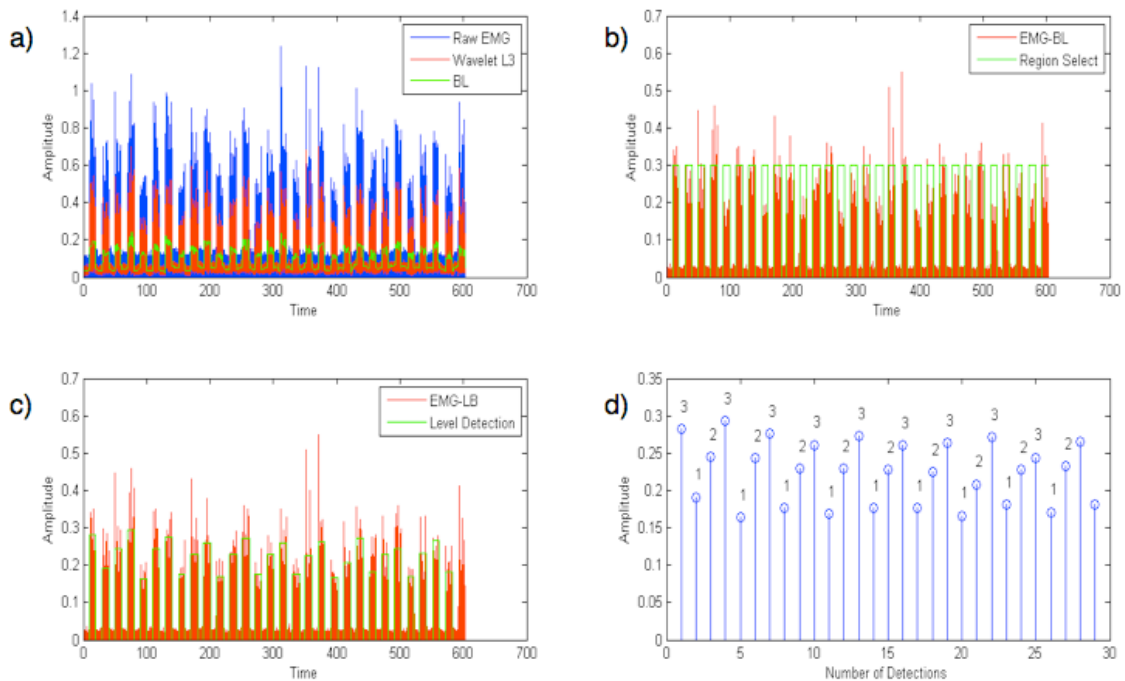 a)
1.4
1.2
1
0.8
0.6
0.4
0.2
0
Amplitude
0 100 200 300 400 500 600 700
Time
Raw EMG
Wavelet L3
BL
b)
0.7
0.6
0.5
0.4
0.3
0.2
0.1
0
Amplitude
0 100 200 300 400 500 600 700
Time
EMG-BL
Region Select
c)
0.7
0.6
0.5
0.4
0.3
0.2
0.1
0
Amplitude
0 100 200 300 400 500 600 700
Time
EMG-LB
Level Detection
d)
0.35
0.3
0.25
0.2
0.15
0.1
0.05
0
Amplitude
3 1 2 3 1 2 3 1 2 3 1 2 3 1 2 3 1 2 3 1 2 3 1 2 3 1 2
0 5 10 15 20 25 30
Number of Detections